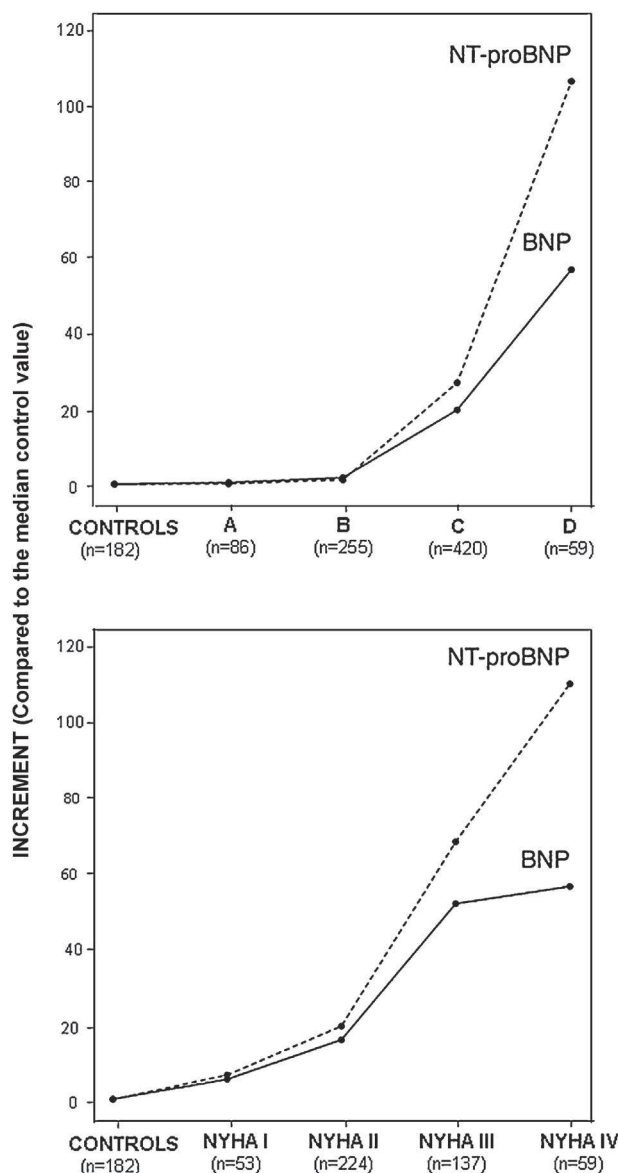 INCREMENT (Compared to the median control value)
120
100
80
60
40
20
0
NT-proBNP
BNP
CONTROLS A B C D
(n=182) (n=86) (n=255) (n=420) (n=59)
120
100
80
60
40
20
0
NT-proBNP
BNP
CONTROLS NYHA I NYHA II NYHA III NYHA IV
(n=182) (n=53) (n=224) (n=137) (n=59)